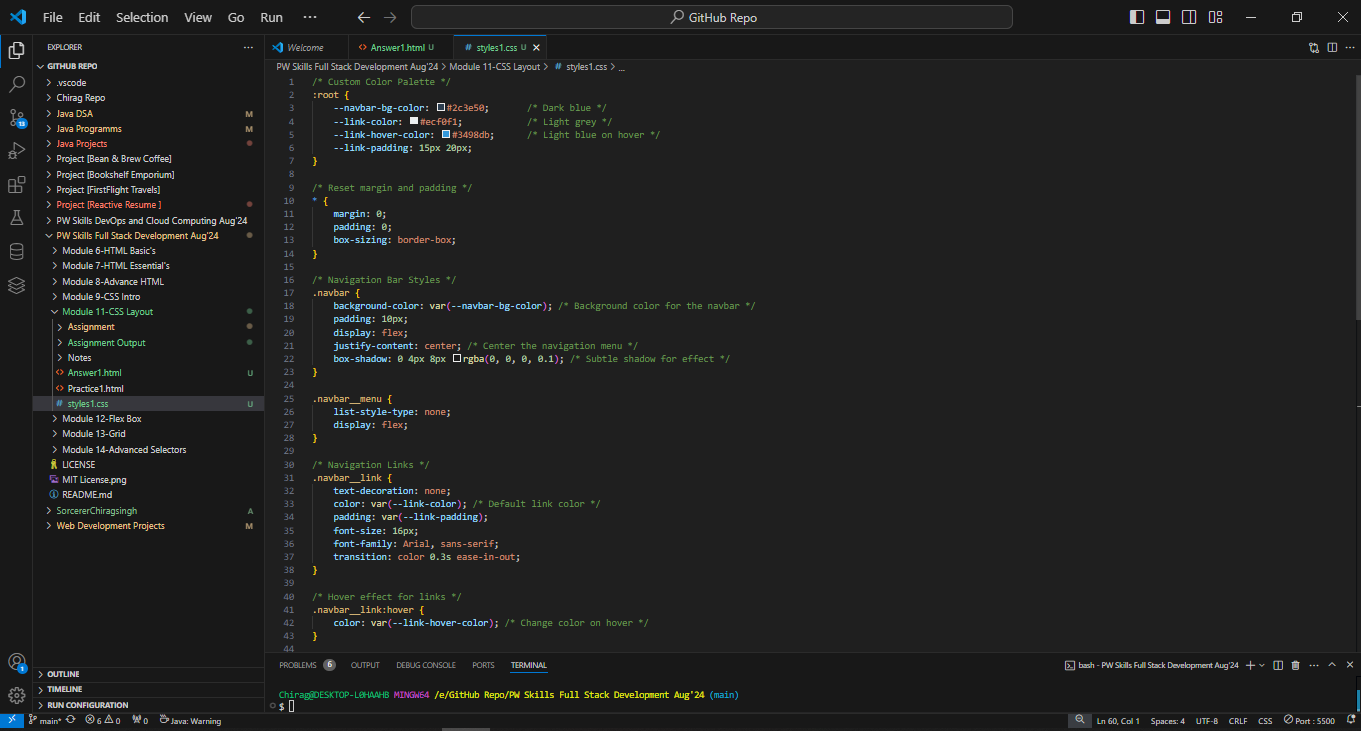 File Edit Selection View Go Run ··· GitHub Repo
EXPLORER ···
GITHUB REPO
.vscode
Chirag Repo
Java DSA M
Java Programms M
Java Projects
Project [Bean & Brew Coffee]
Project [Bookshelf Emporium]
Project [FirstFlight Travels]
Project [Reactive Resume ]
PW Skills DevOps and Cloud Computing Aug'24
PW Skills Full Stack Development Aug'24
Module 6-HTML Basic's
Module 7-HTML Essential's
Module 8-Advance HTML
Module 9-CSS Intro
Module 11-CSS Layout
Assignment
Assignment Output
Notes
Answer1.html U
Practice1.html
styles1.css U
Module 12-Flex Box
Module 13-Grid
Module 14-Advanced Selectors
LICENSE
MIT License.png
README.md
SorcererChiragsingh A
Web Development Projects M
OUTLINE
TIMELINE
RUN CONFIGURATION
13
1
Welcome <> Answer1.html U # styles1.css U
PW Skills Full Stack Development Aug'24 > Module 11-CSS Layout > # styles1.css > ...
1 /* Custom Color Palette */
2 :root {
3 --navbar-bg-color: #2c3e50; /* Dark blue */
4 --link-color: #ecf0f1; /* Light grey */
5 --link-hover-color: #3498db; /* Light blue on hover */
6 --link-padding: 15px 20px;
7 }
8
9 /* Reset margin and padding */
10 * {
11 margin: 0;
12 padding: 0;
13 box-sizing: border-box;
14 }
15
16 /* Navigation Bar Styles */
17 .navbar {
18 background-color: var(--navbar-bg-color); /* Background color for the navbar */
19 padding: 10px;
20 display: flex;
21 justify-content: center; /* Center the navigation menu */
22 box-shadow: 0 4px 8px rgba(0, 0, 0, 0.1); /* Subtle shadow for effect */
23 }
24
25 .navbar__menu {
26 list-style-type: none;
27 display: flex;
28 }
29
30 /* Navigation Links */
31 .navbar__link {
32 text-decoration: none;
33 color: var(--link-color); /* Default link color */
34 padding: var(--link-padding);
35 font-size: 16px;
36 font-family: Arial, sans-serif;
37 transition: color 0.3s ease-in-out;
38 }
39
40 /* Hover effect for links */
41 .navbar__link:hover {
42 color: var(--link-hover-color); /* Change color on hover */
43 }
44
PROBLEMS 6 OUTPUT DEBUG CONSOLE PORTS TERMINAL bash - PW Skills Full Stack Development Aug'24
Chirag@DESKTOP-L0HAAHB MINGW64 /e/GitHub Repo/PW Skills Full Stack Development Aug'24 (main)
$
main* 6 0 0 Java: Warning Ln 60, Col 1 Spaces: 4 UTF-8 CRLF CSS Port : 5500